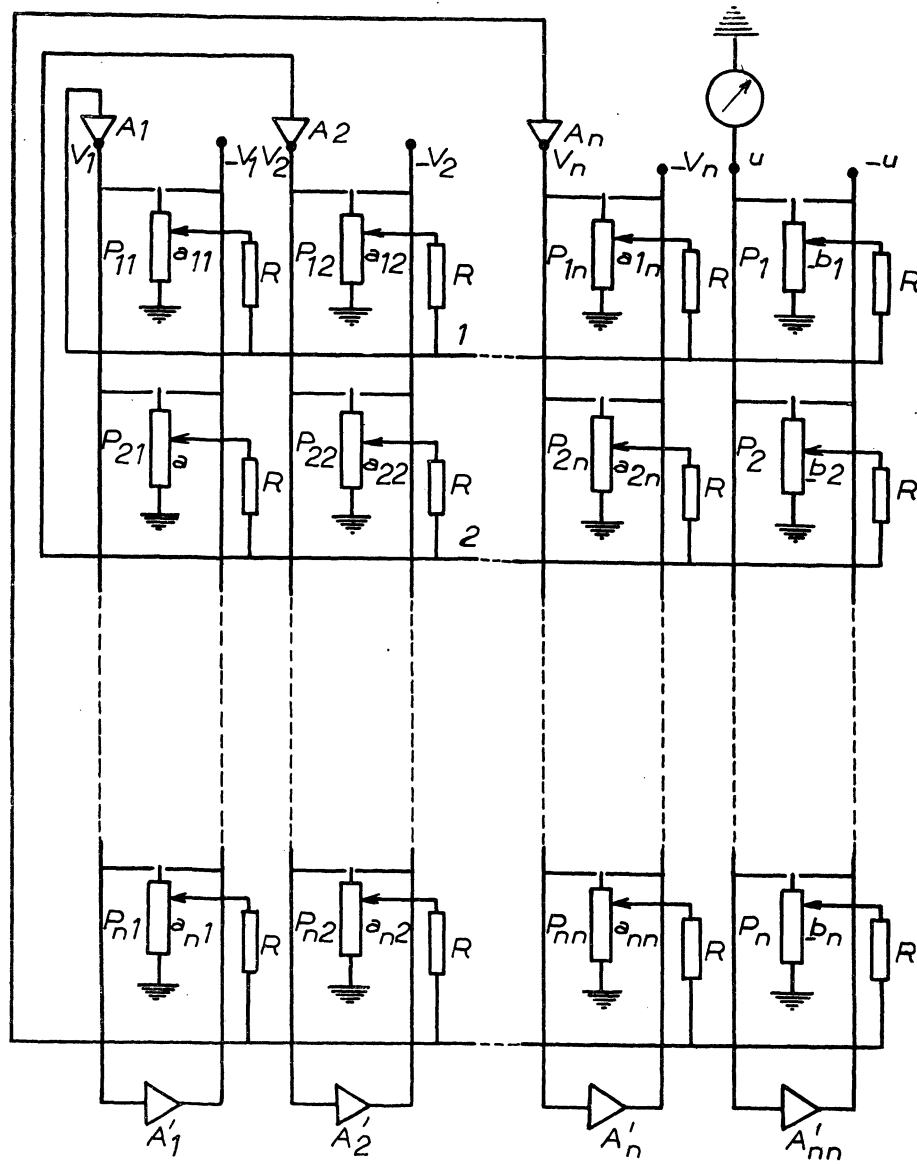 A1 A2 An
V1 -V1 V2 -V2 Vn -Vn u -u
P11 a11 R P12 a12 R P1n a1n R P1 -b1 R
1
P21 a R P22 a22 R P2n a2n R P2 -b2 R
2
Pn1 an1 R Pn2 an2 R Pnn ann R Pn -bn R
A'1 A'2 A'n A'nn